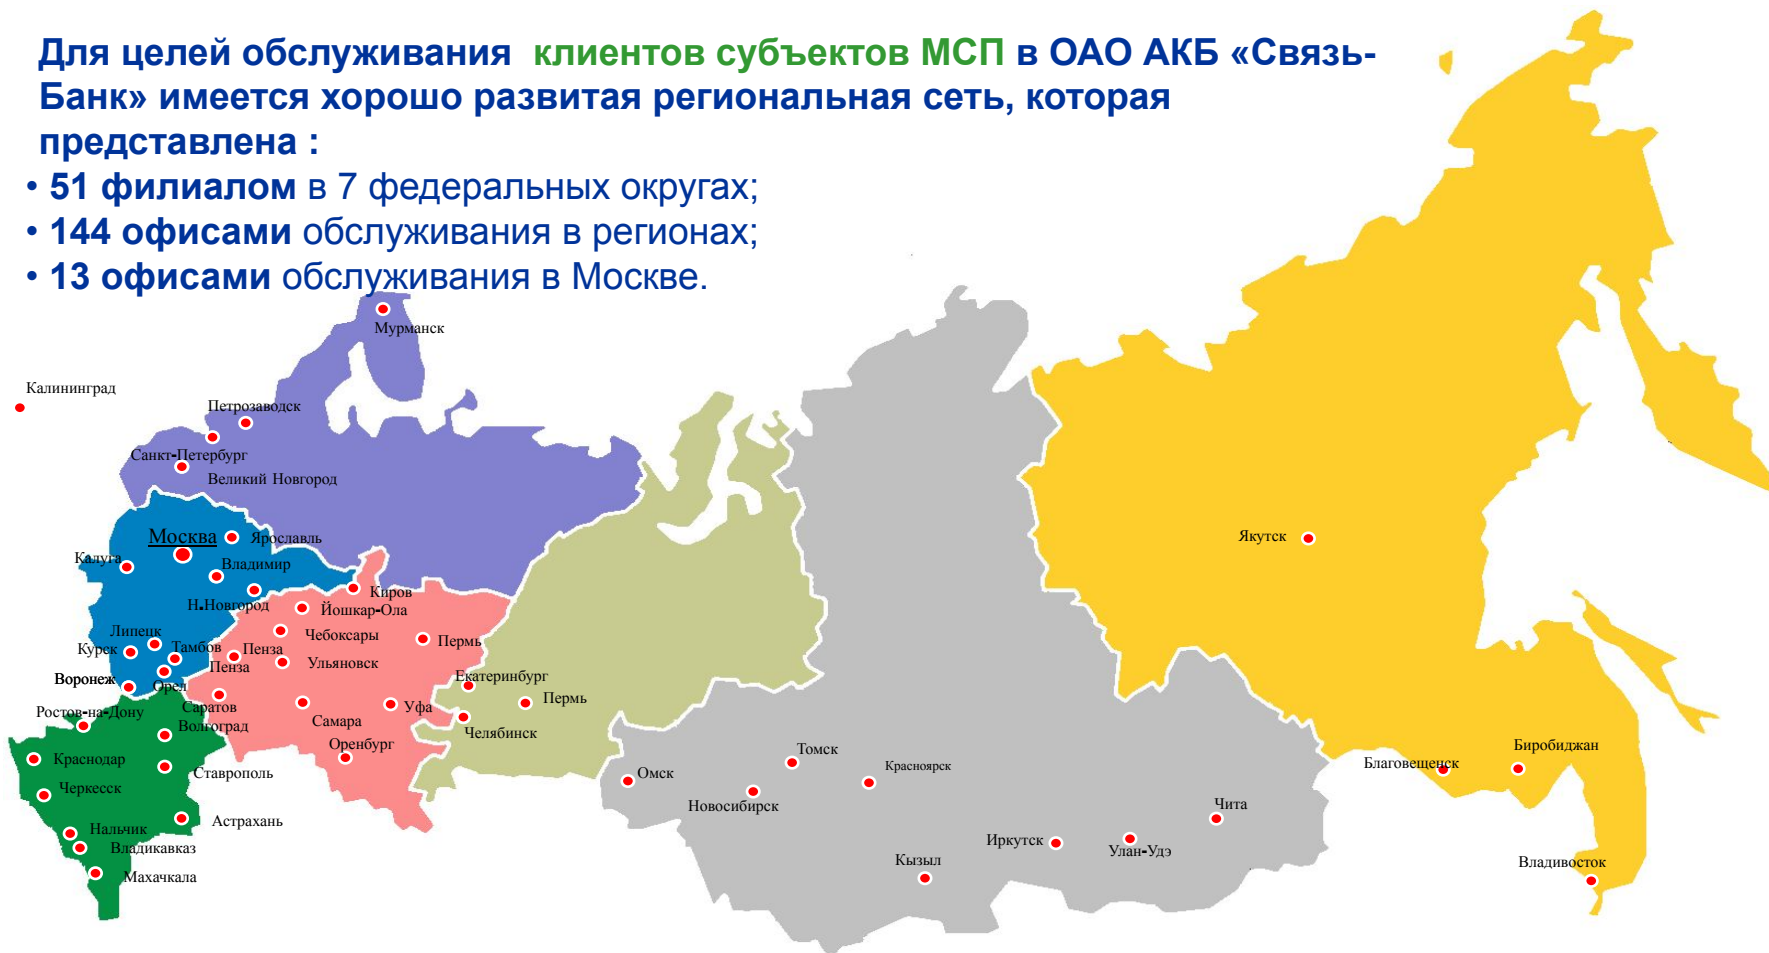 Для целей обслуживания клиентов субъектов МСП в ОАО АКБ «Связь-
Банк» имеется хорошо развитая региональная сеть, которая
представлена :
• 51 филиалом в 7 федеральных округах;
• 144 офисами обслуживания в регионах;
• 13 офисами обслуживания в Москве.
Мурманск
Калининград
Петрозаводск
Санкт-Петербург
Великий Новгород
Москва
Ярославль
Калуга
Владимир
Н.Новгород
Киров
Йошкар-Ола
Липецк
Чебоксары
Пермь
Курск
Тамбов
Пенза
Пенза
Ульяновск
Воронеж
Орел
Екатеринбург
Саратов
Уфа
Пермь
Ростов-на-Дону
Волгоград
Самара
Челябинск
Оренбург
Краснодар
Ставрополь
Черкесск
Астрахань
Нальчик
Владикавказ
Махачкала
Омск
Томск
Красноярск
Новосибирск
Кызыл
Иркутск
Улан-Удэ
Чита
Якутск
Благовещенск
Биробиджан
Владивосток